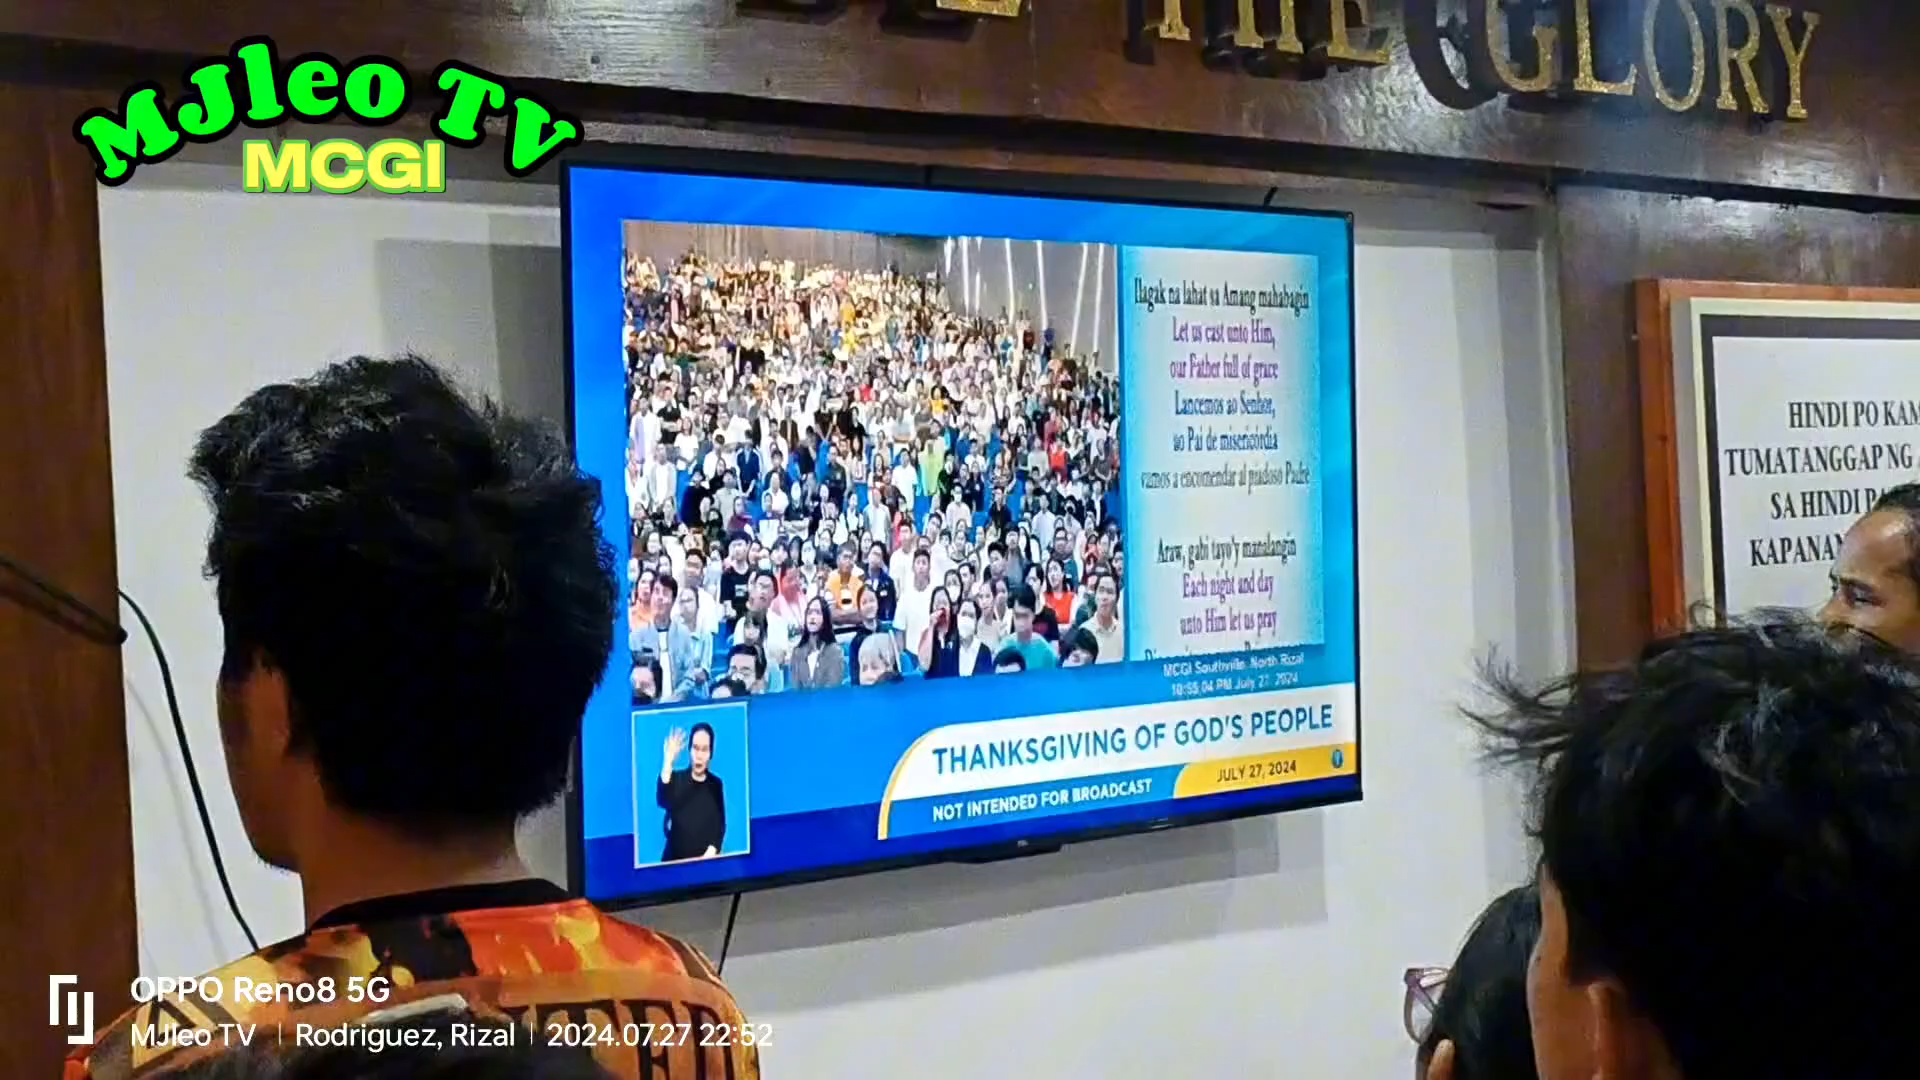 THE GLORY
MJleo TV
MCGI
Ilagak na lahat sa Amang mahabagin
Let us cast unto Him,
our Father full of grace
Lancemos ao Senhor,
ao Pai de misericórdia
vamos a encomendar al piadoso Padre
Araw, gabi tayo'y manalangin
Each night and day
unto Him let us pray
MCGI Southville, North Rizal
10:55:04 PM July 27, 2024
THANKSGIVING OF GOD'S PEOPLE
NOT INTENDED FOR BROADCAST
JULY 27, 2024
HINDI PO KAM
TUMATANGGAP NG
SA HINDI
KAPANAN
OPPO Reno8 5G
MJleo TV | Rodriguez, Rizal | 2024.07.27 22:52